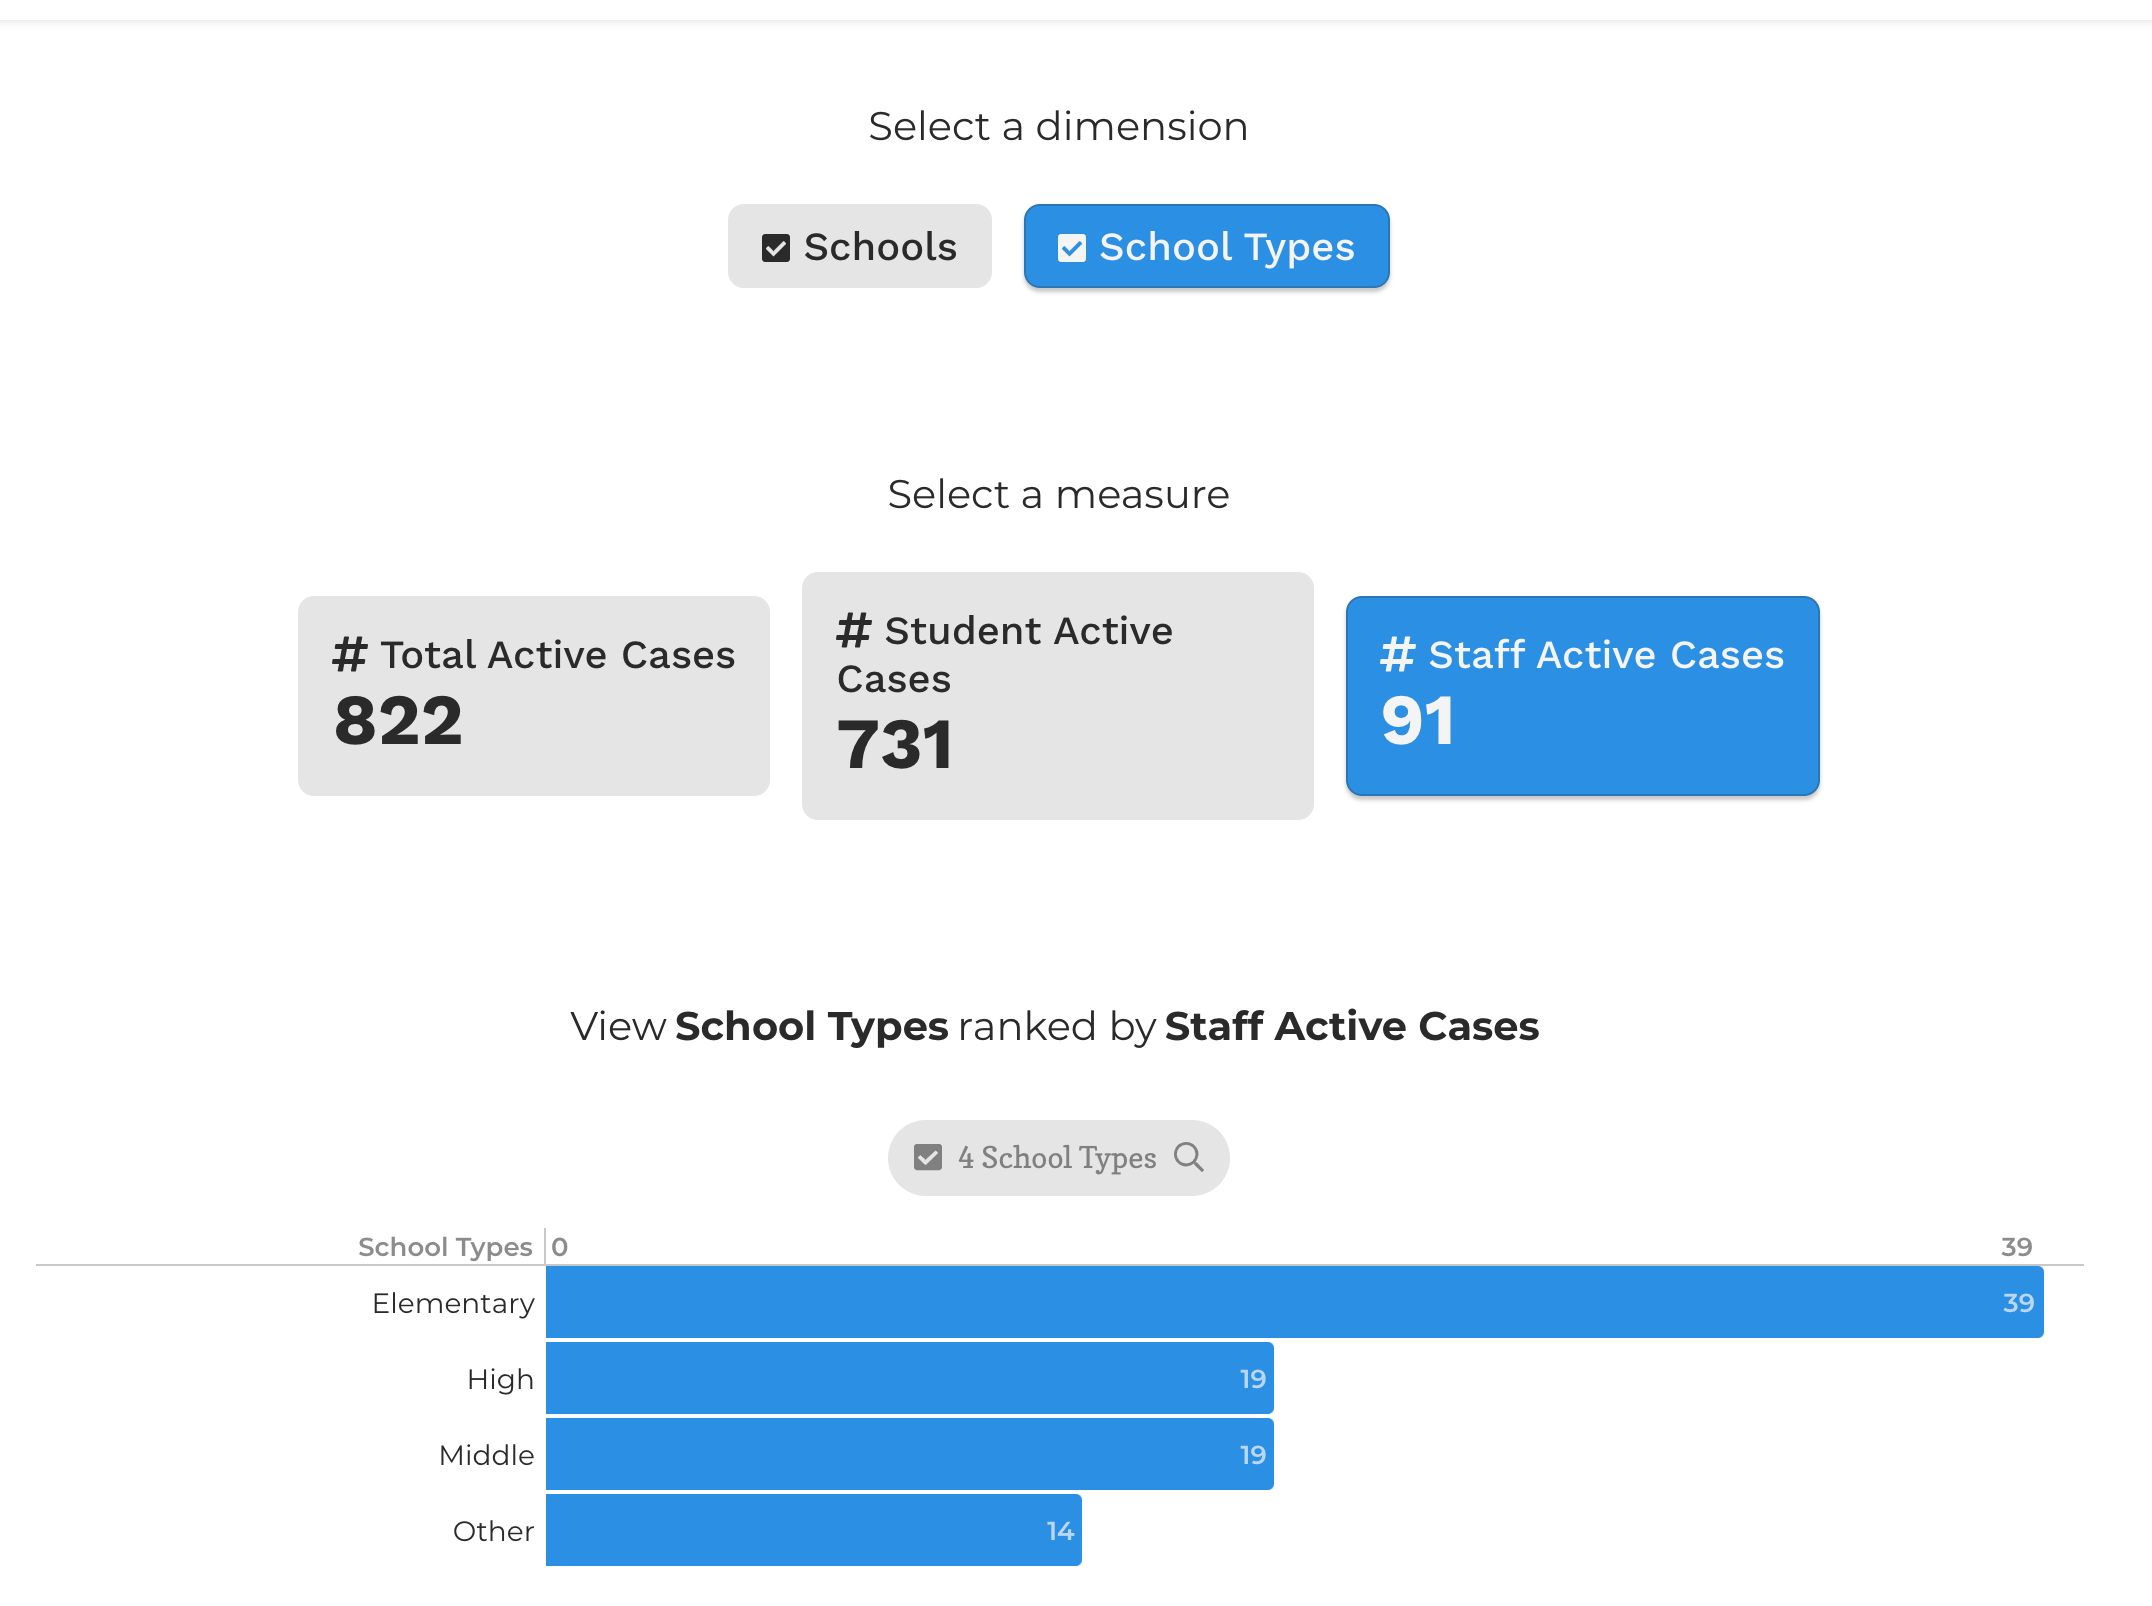 Select a dimension
Schools
School Types
Select a measure
# Total Active Cases
822
# Student Active
Cases
731
# Staff Active Cases
91
View School Types ranked by Staff Active Cases
4 School Types
School Types 0 39
Elementary 39
High 19
Middle 19
Other 14